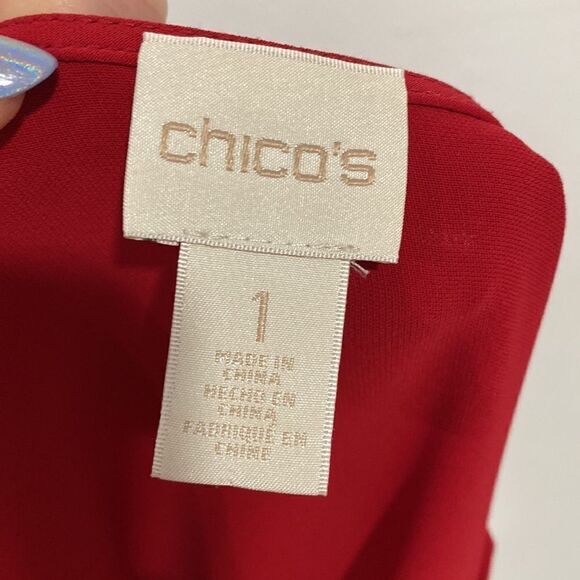 chico's
1
MADE IN
CHINA
HECHO EN
CHINA
FABRIQUÉ EN
CHINE